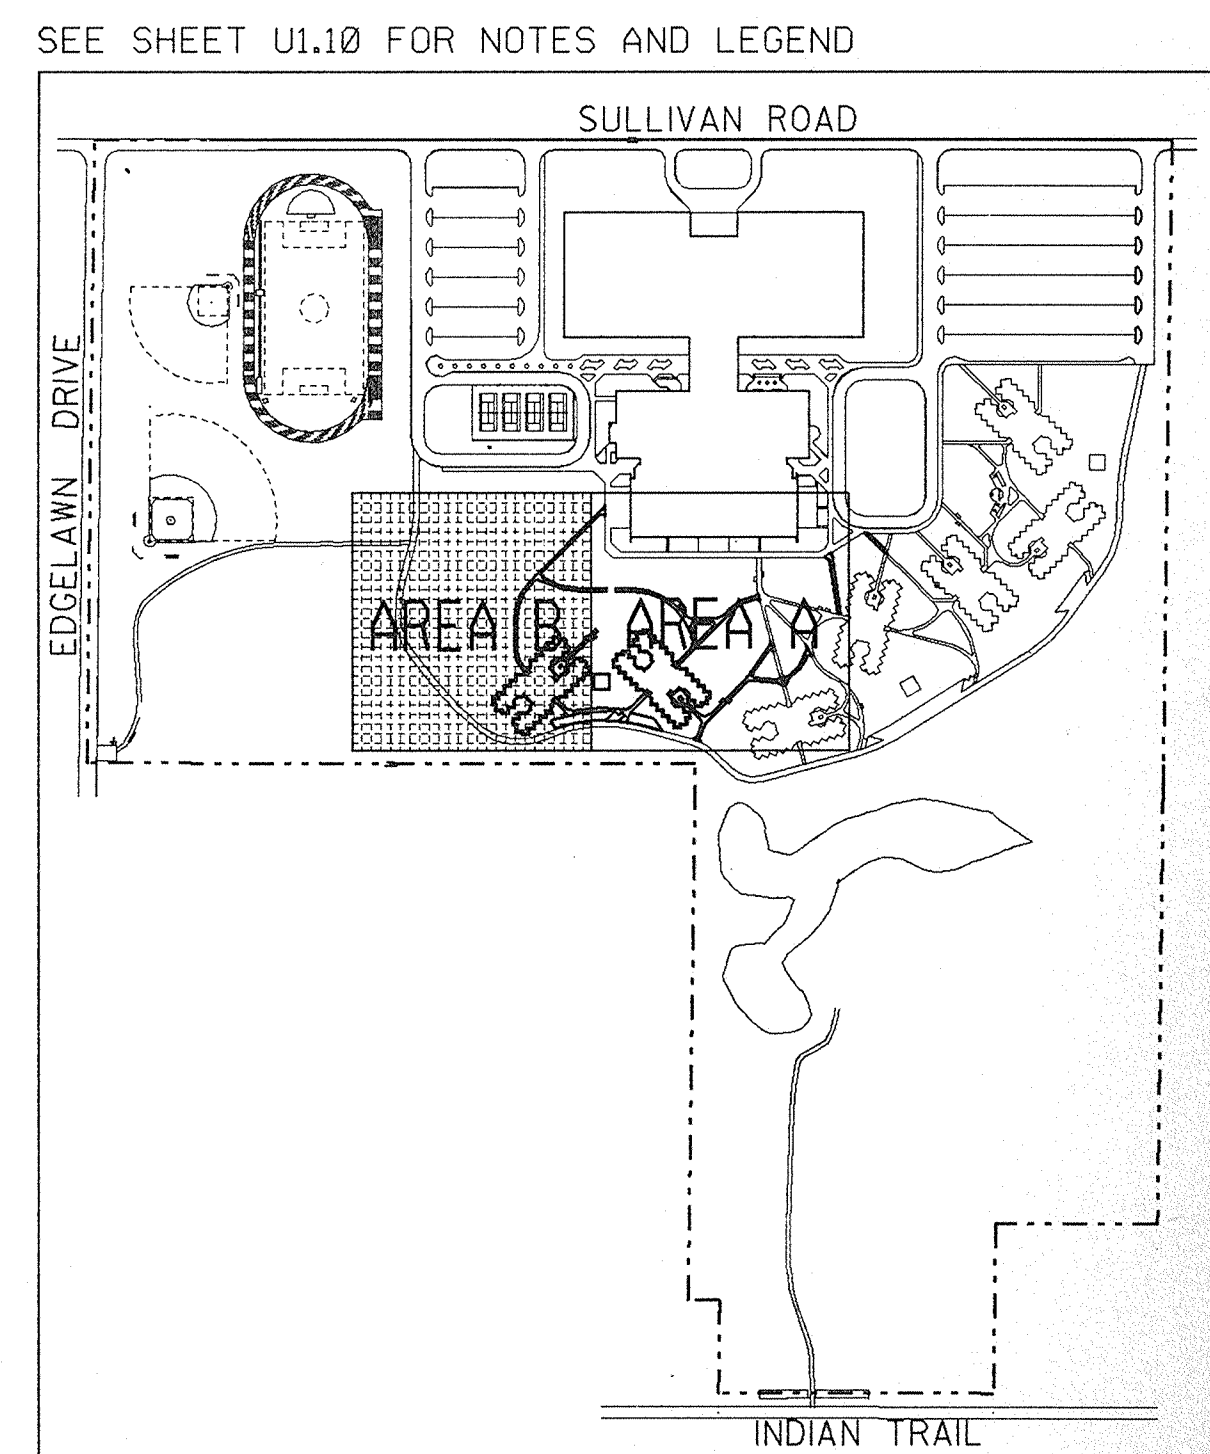 SEE SHEET U1.10 FOR NOTES AND LEGEND
SULLIVAN ROAD
EDGELAWN DRIVE
AREA B
AREA A
INDIAN TRAIL